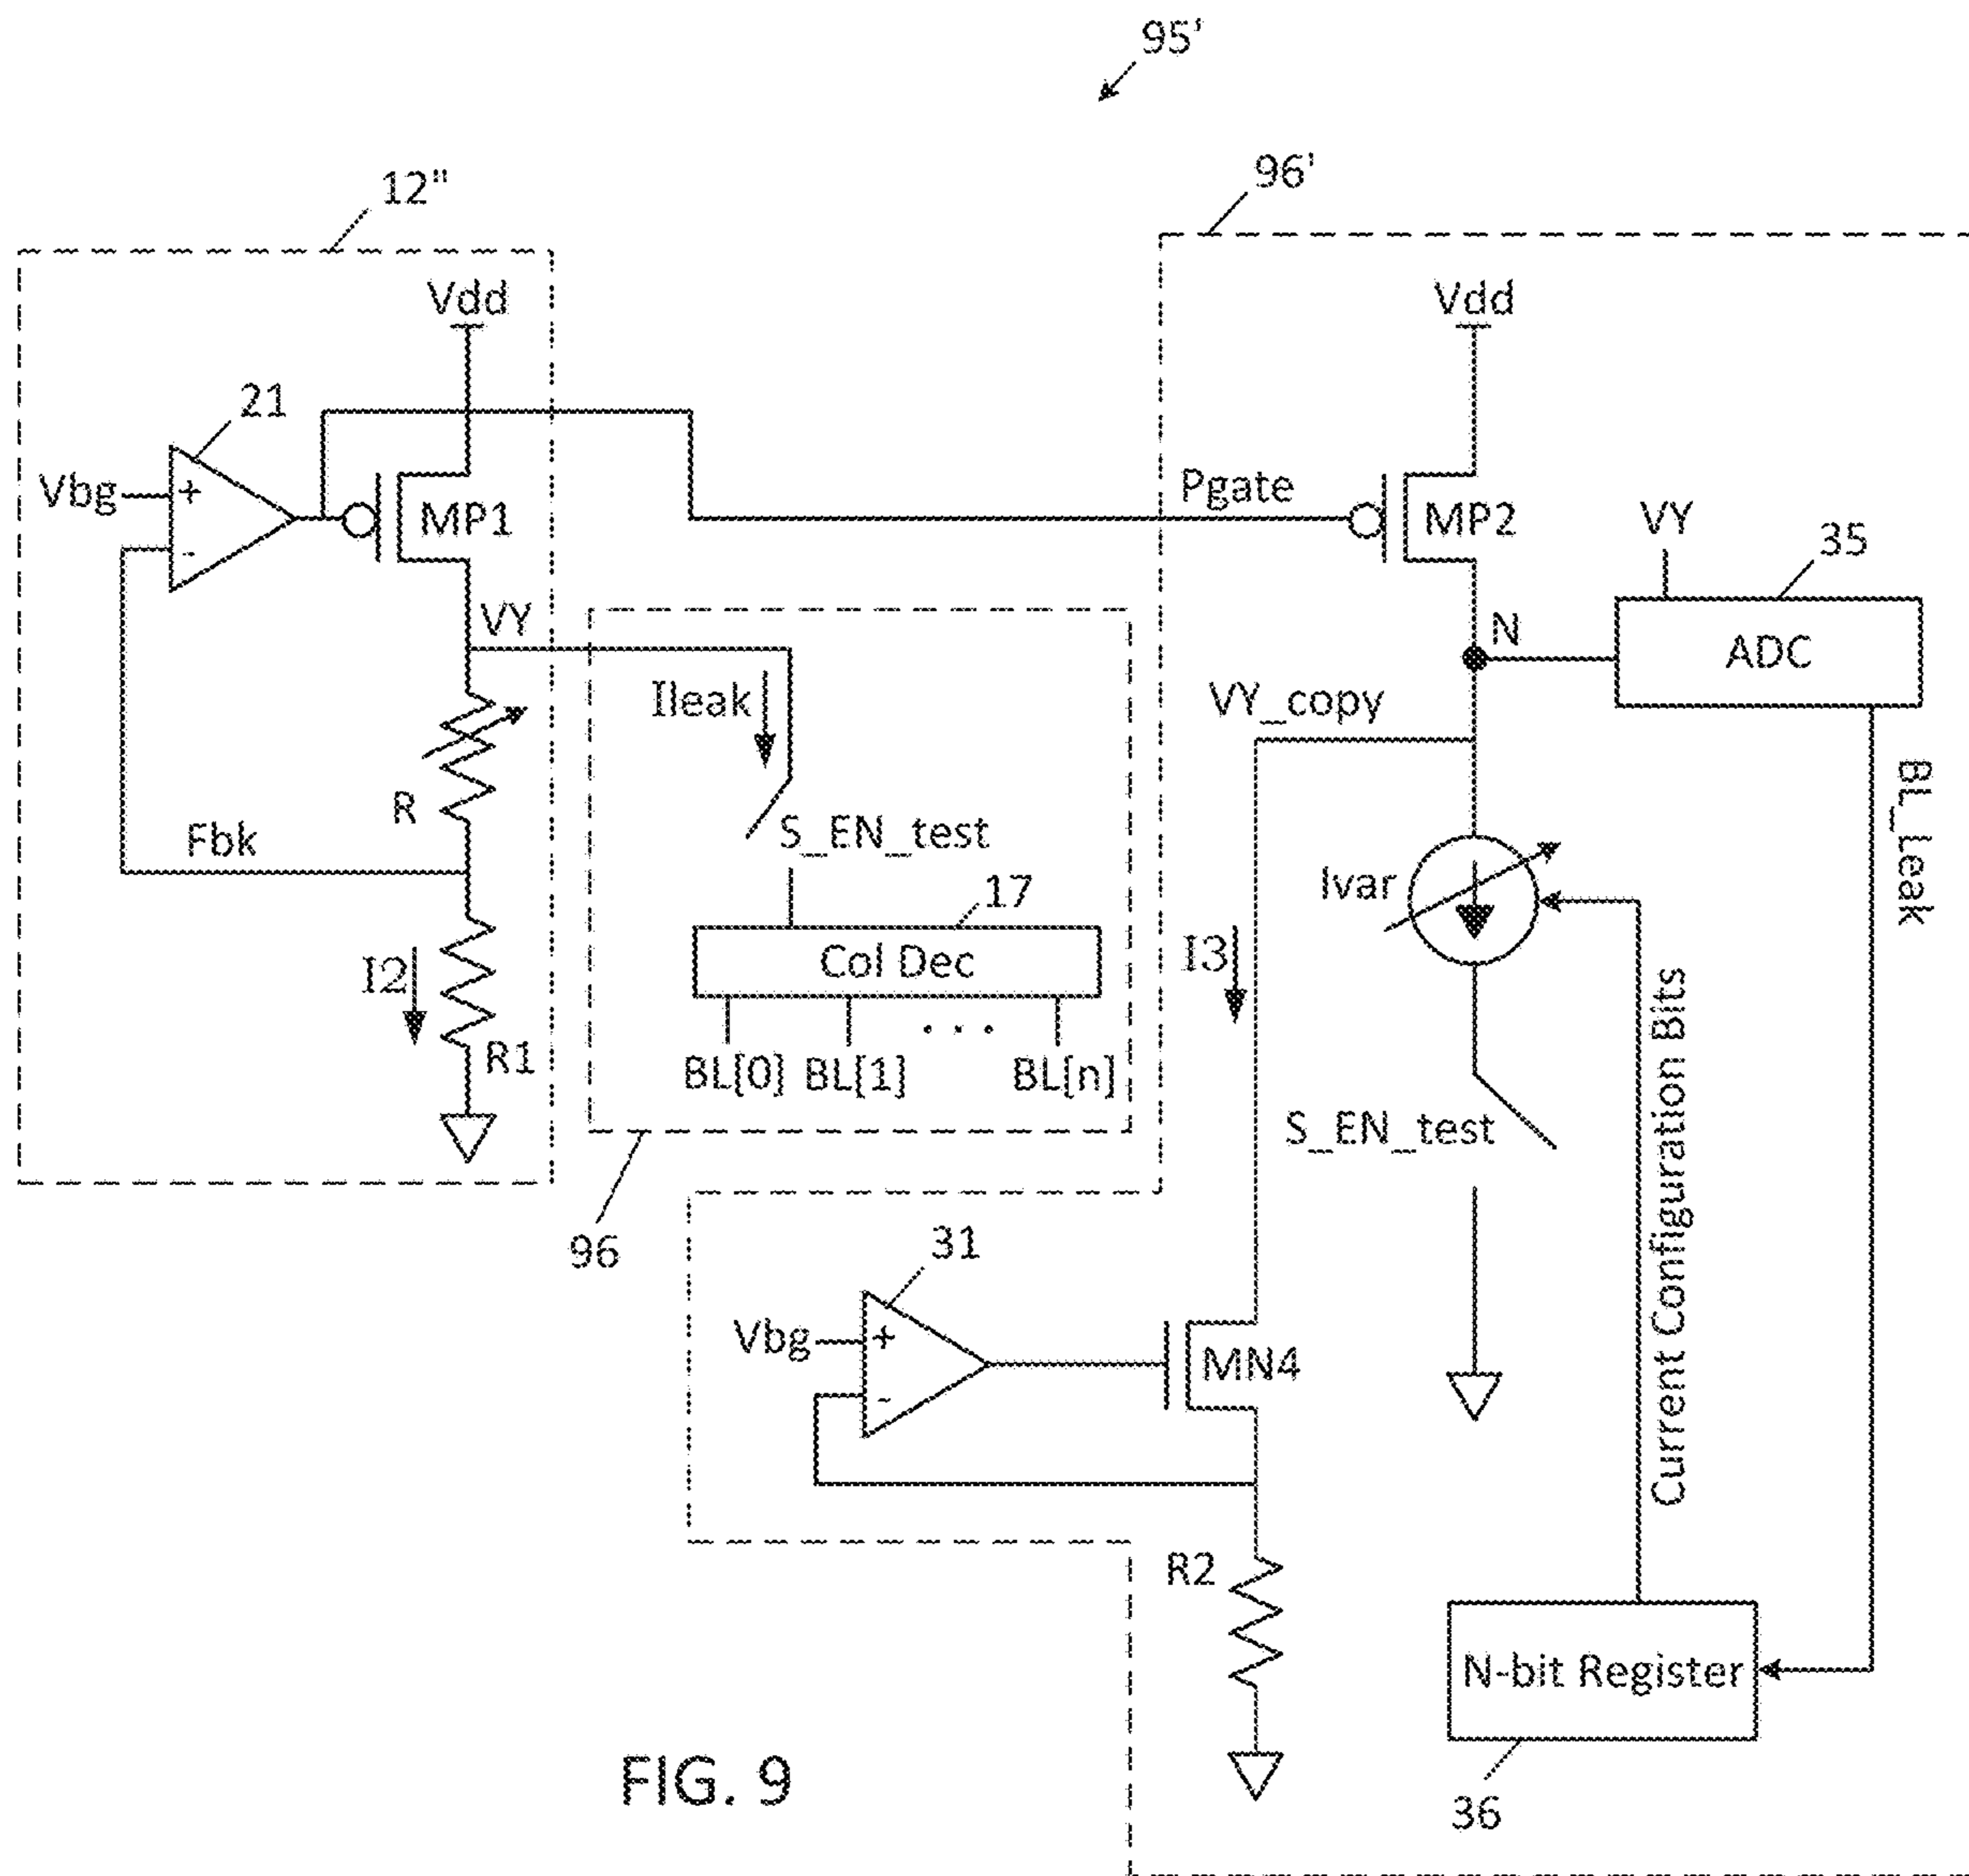 95'
12"
96'
Vdd
Vdd
21
Vbg
+
-
MP1
Pgate
MP2
VY
35
ADC
N
VY
Ileak
VY_copy
R
S_EN_test
Fbk
Ivar
BL_Leak
17
Col Dec
I2
I3
R1
BL[0]
BL[1]
. . .
BL[n]
S_EN_test
Current Configuration Bits
96
31
Vbg
+
-
MN4
R2
N-bit Register
36
FIG. 9